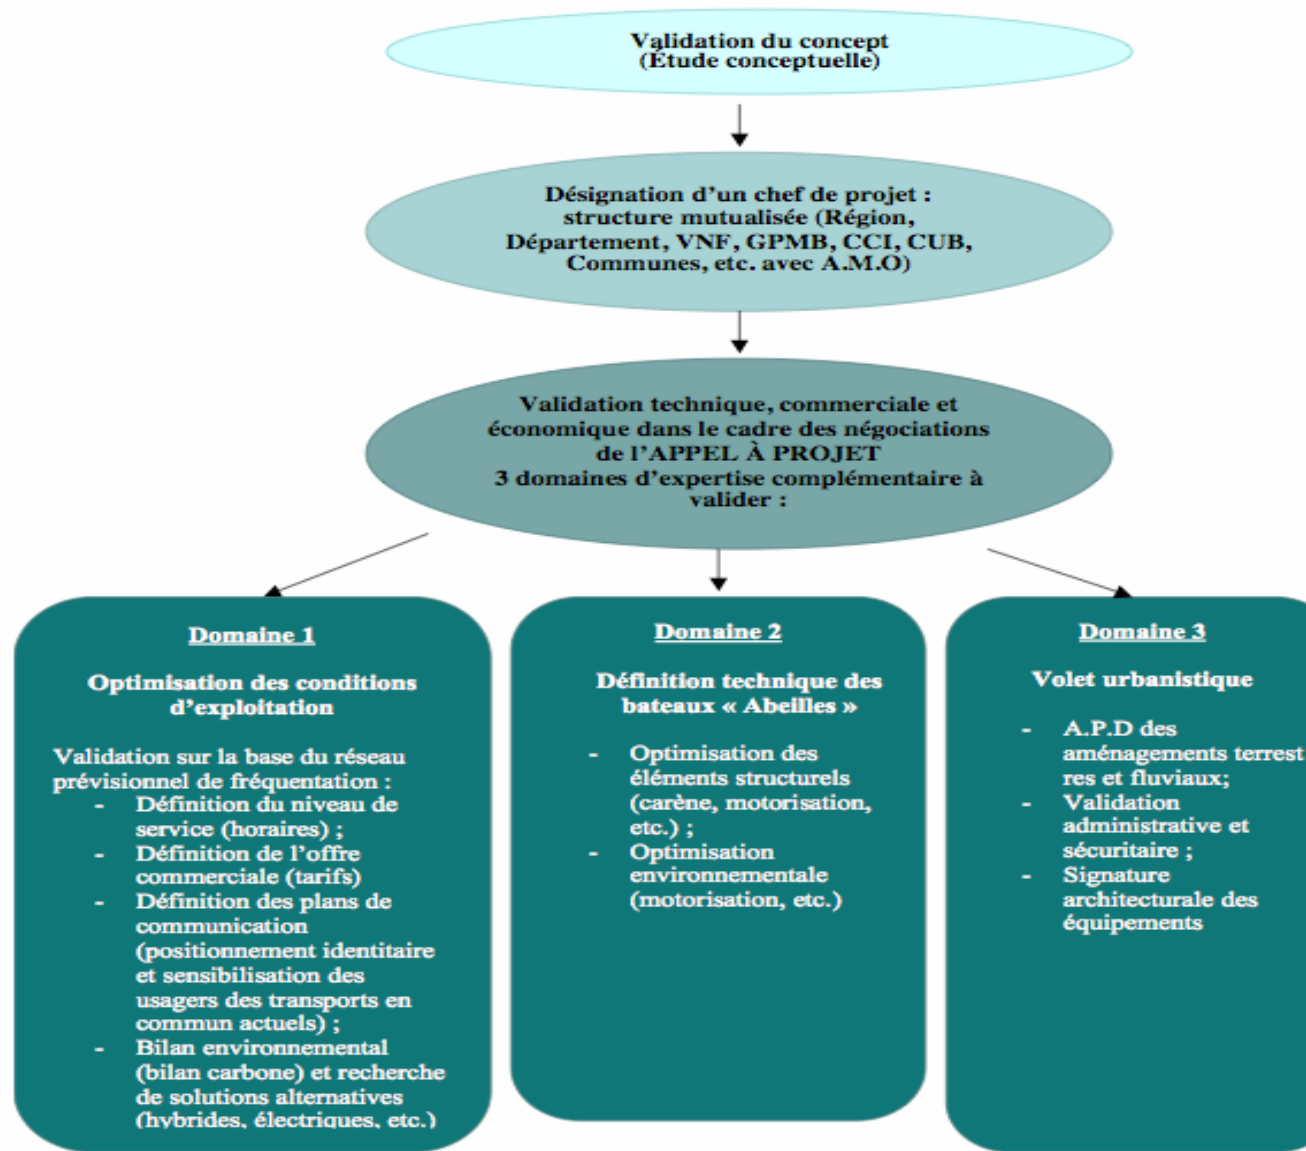 Validation du concept
(Étude conceptuelle)
Désignation d’un chef de projet :
structure mutualisée (Région,
Département, VNF, GPMB, CCI, CUB,
Communes, etc. avec A.M.O)
Validation technique, commerciale et
économique dans le cadre des négociations
de l’APPEL À PROJET
3 domaines d’expertise complémentaire à
valider :
Domaine 1
Optimisation des conditions
d’exploitation
Validation sur la base du réseau
prévisionnel de fréquentation :
- Définition du niveau de
service (horaires) ;
- Définition de l’offre
commerciale (tarifs)
- Définition des plans de
communication
(positionnement identitaire
et sensibilisation des
usagers des transports en
commun actuels) ;
- Bilan environnemental
(bilan carbone) et recherche
de solutions alternatives
(hybrides, électriques, etc.)
Domaine 2
Définition technique des
bateaux « Abeilles »
- Optimisation des
éléments structurels
(carène, motorisation,
etc.) ;
- Optimisation
environnementale
(motorisation, etc.)
Domaine 3
Volet urbanistique
- A.P.D des
aménagements terrest
res et fluviaux;
- Validation
administrative et
sécuritaire ;
- Signature
architecturale des
équipements